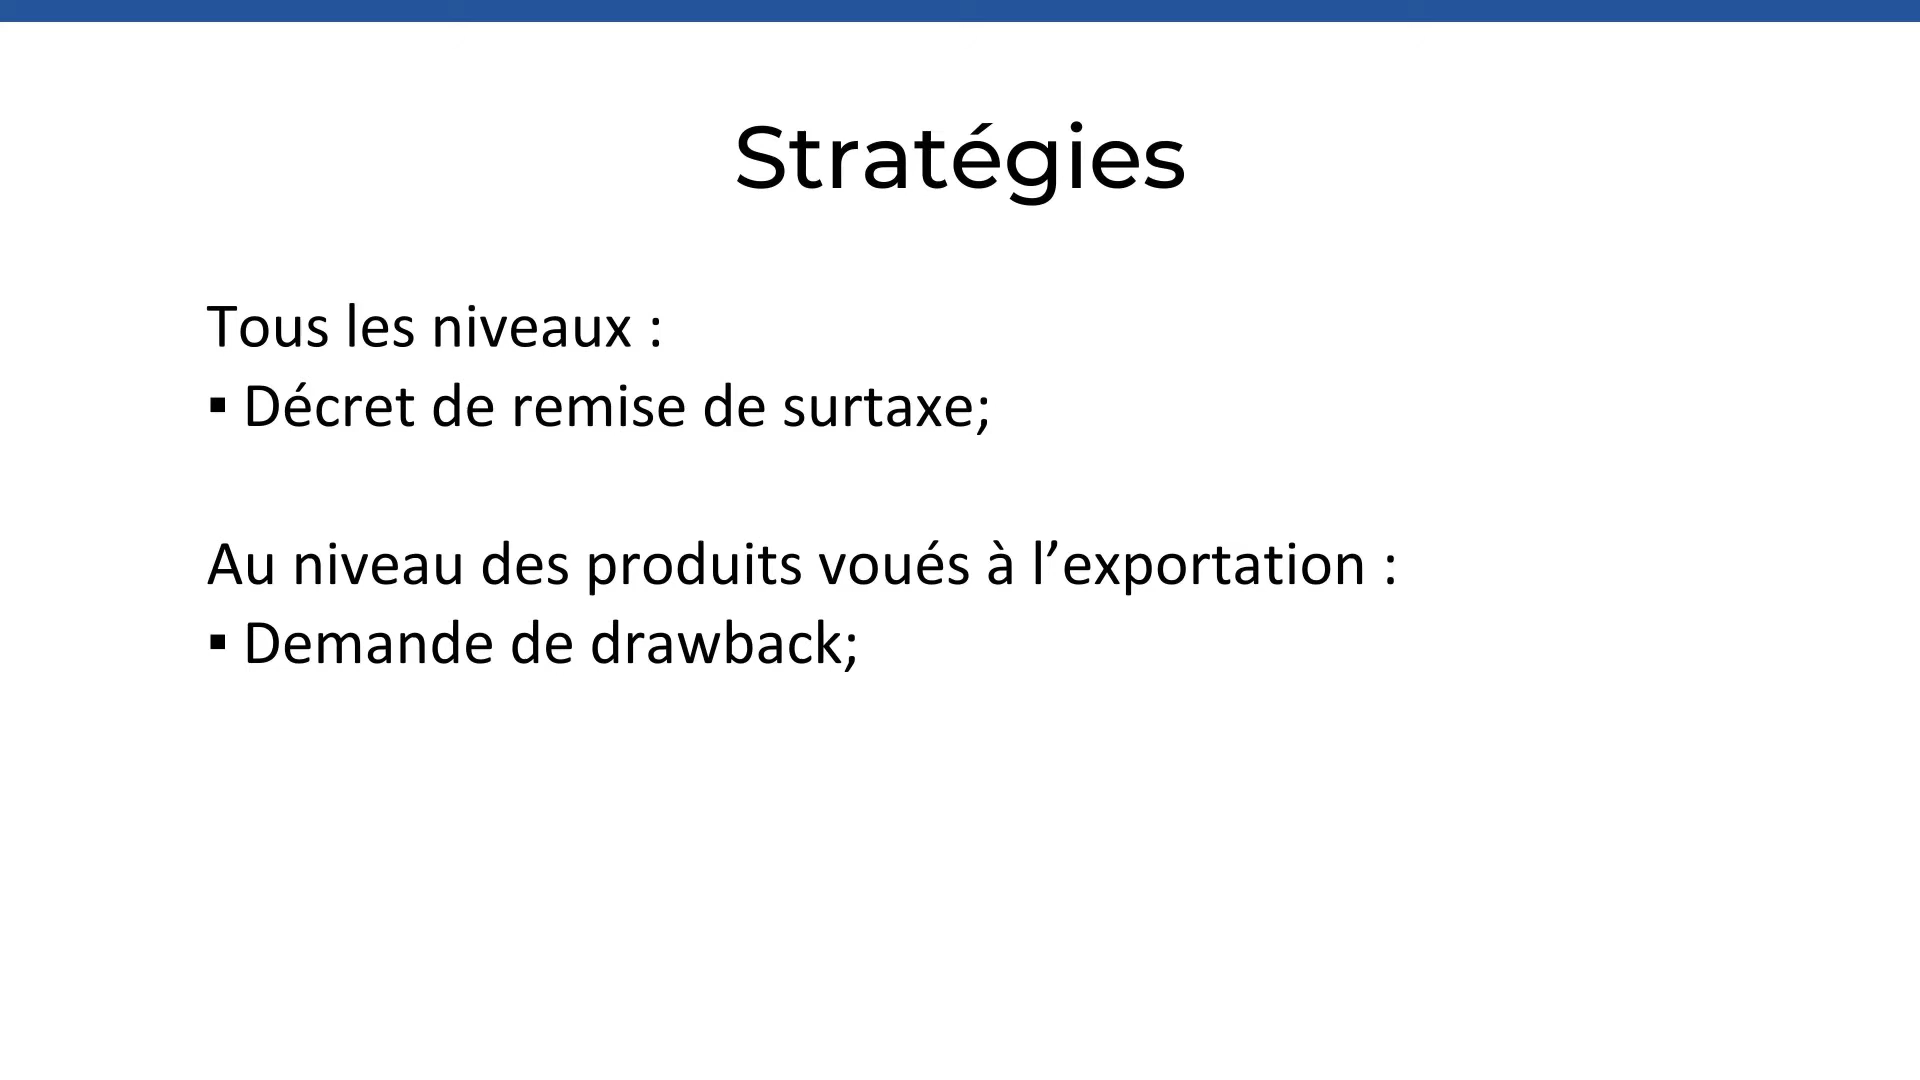 Stratégies
Tous les niveaux :
▪ Décret de remise de surtaxe;
Au niveau des produits voués à l’exportation :
▪ Demande de drawback;